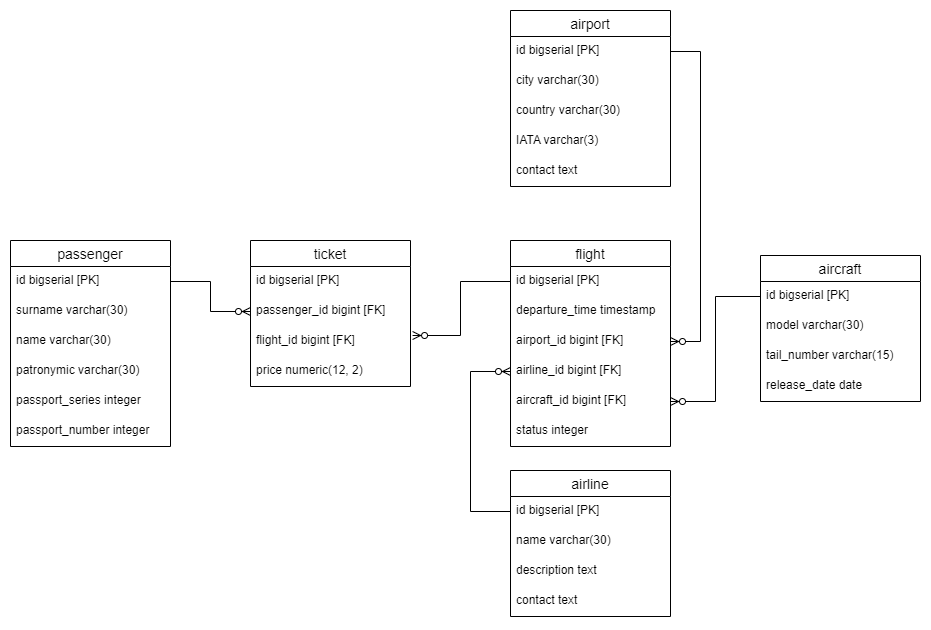 airport
id bigserial [PK]
city varchar(30)
country varchar(30)
IATA varchar(3)
contact text
passenger
id bigserial [PK]
surname varchar(30)
name varchar(30)
patronymic varchar(30)
passport_series integer
passport_number integer
ticket
id bigserial [PK]
passenger_id bigint [FK]
flight_id bigint [FK]
price numeric(12, 2)
flight
id bigserial [PK]
departure_time timestamp
airport_id bigint [FK]
airline_id bigint [FK]
aircraft_id bigint [FK]
status integer
aircraft
id bigserial [PK]
model varchar(30)
tail_number varchar(15)
release_date date
airline
id bigserial [PK]
name varchar(30)
description text
contact text